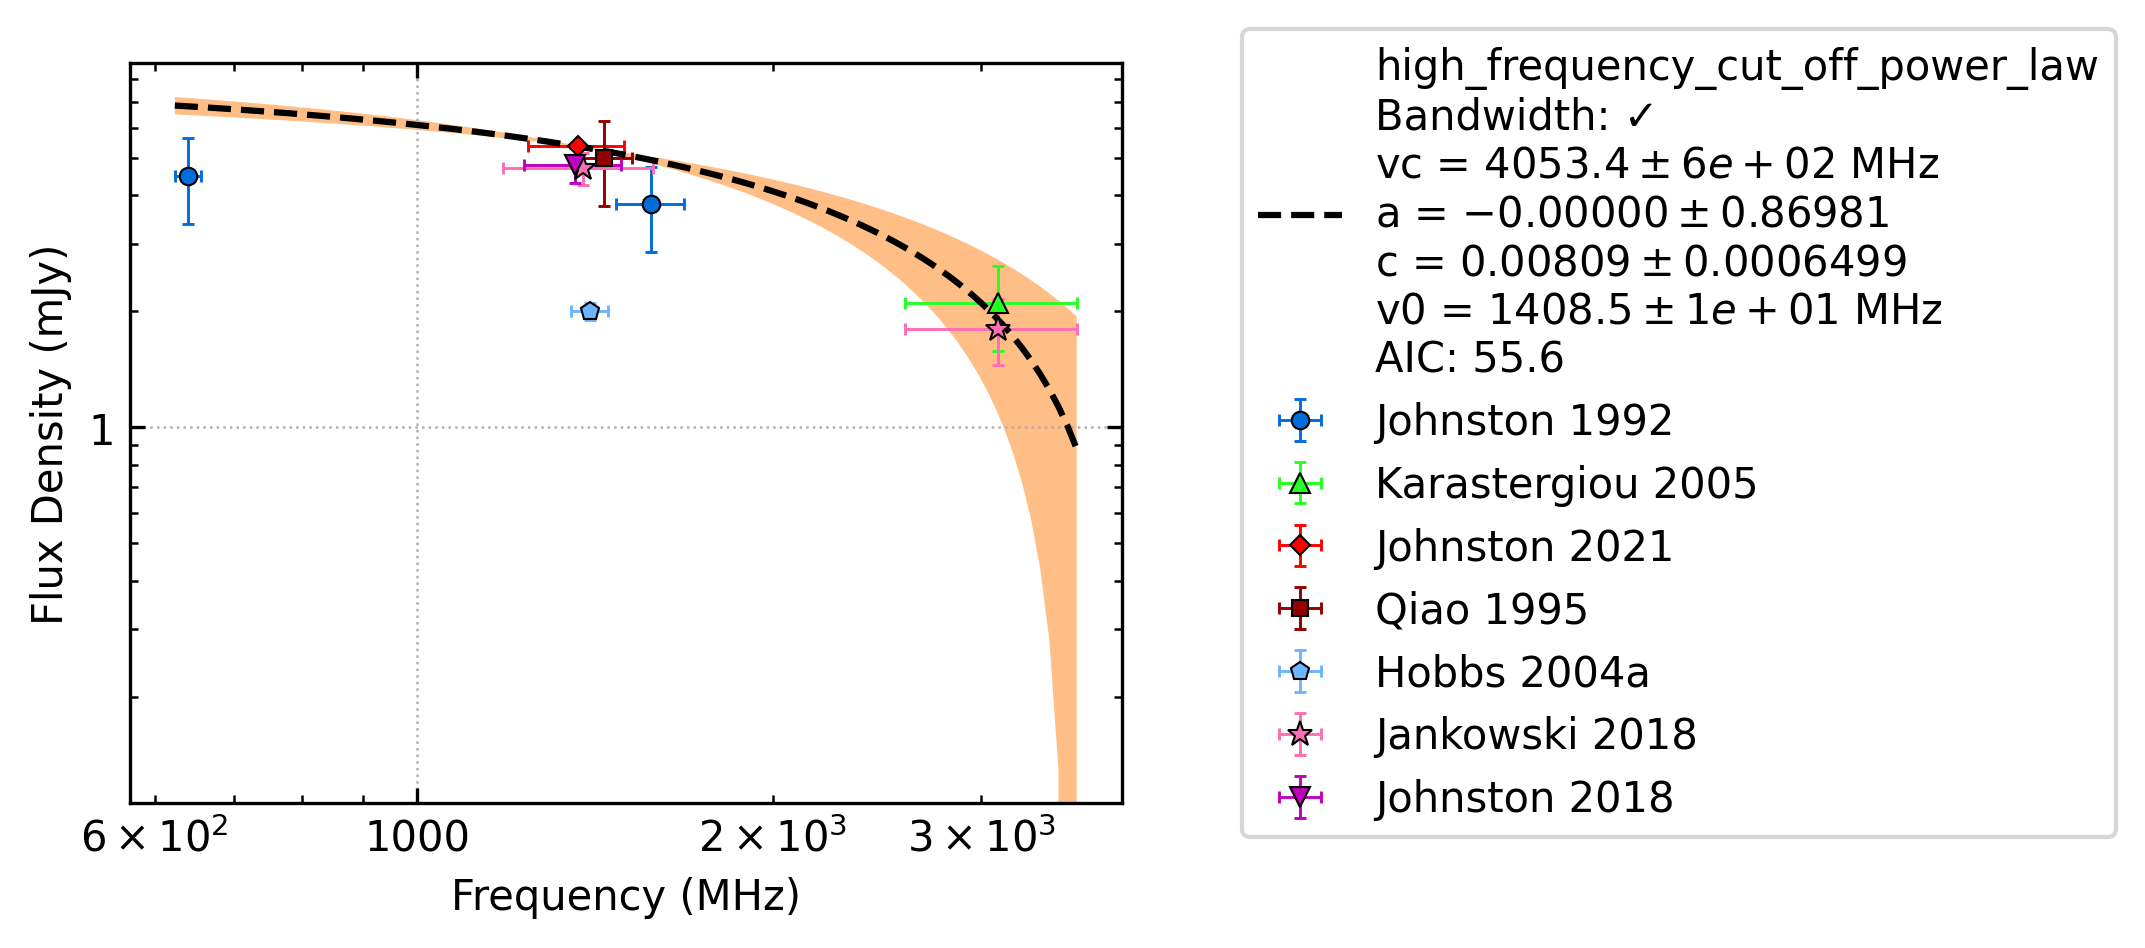 high_frequency_cut_off_power_law
Bandwidth: ✓
vc = 4053.4 ± 6e + 02 MHz
a = −0.00000 ± 0.86981
c = 0.00809 ± 0.0006499
v0 = 1408.5 ± 1e + 01 MHz
AIC: 55.6
Johnston 1992
Karastergiou 2005
Johnston 2021
Qiao 1995
Hobbs 2004a
Jankowski 2018
Johnston 2018
Flux Density (mJy)
1
6 × 10²
1000
2 × 10³
3 × 10³
Frequency (MHz)